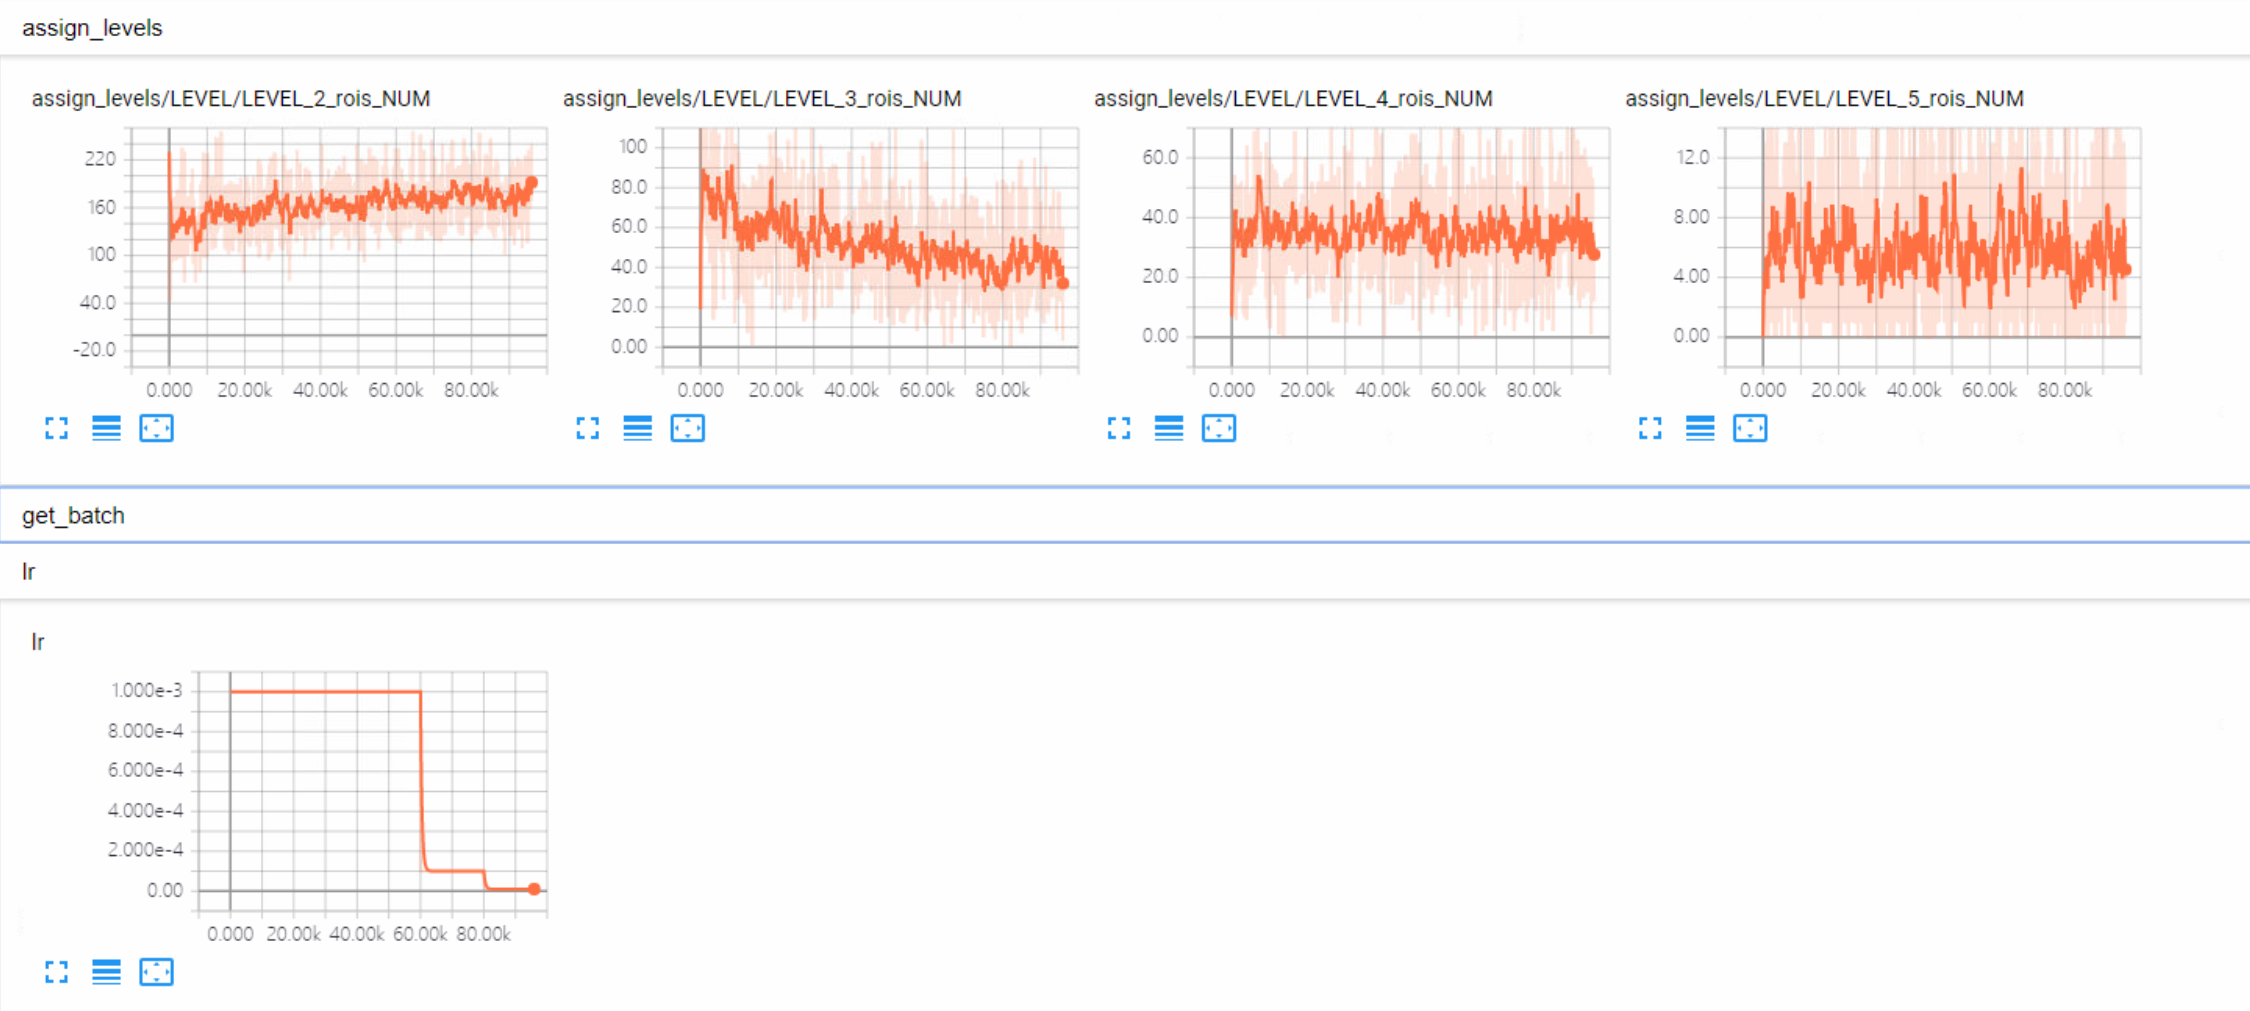 assign_levels
assign_levels/LEVEL/LEVEL_2_rois_NUM
220
160
100
40.0
-20.0
0.000 20.00k 40.00k 60.00k 80.00k
assign_levels/LEVEL/LEVEL_3_rois_NUM
100
80.0
60.0
40.0
20.0
0.00
0.000 20.00k 40.00k 60.00k 80.00k
assign_levels/LEVEL/LEVEL_4_rois_NUM
60.0
40.0
20.0
0.00
0.000 20.00k 40.00k 60.00k 80.00k
assign_levels/LEVEL/LEVEL_5_rois_NUM
12.0
8.00
4.00
0.00
0.000 20.00k 40.00k 60.00k 80.00k
get_batch
lr
lr
1.000e-3
8.000e-4
6.000e-4
4.000e-4
2.000e-4
0.00
0.000 20.00k 40.00k 60.00k 80.00k